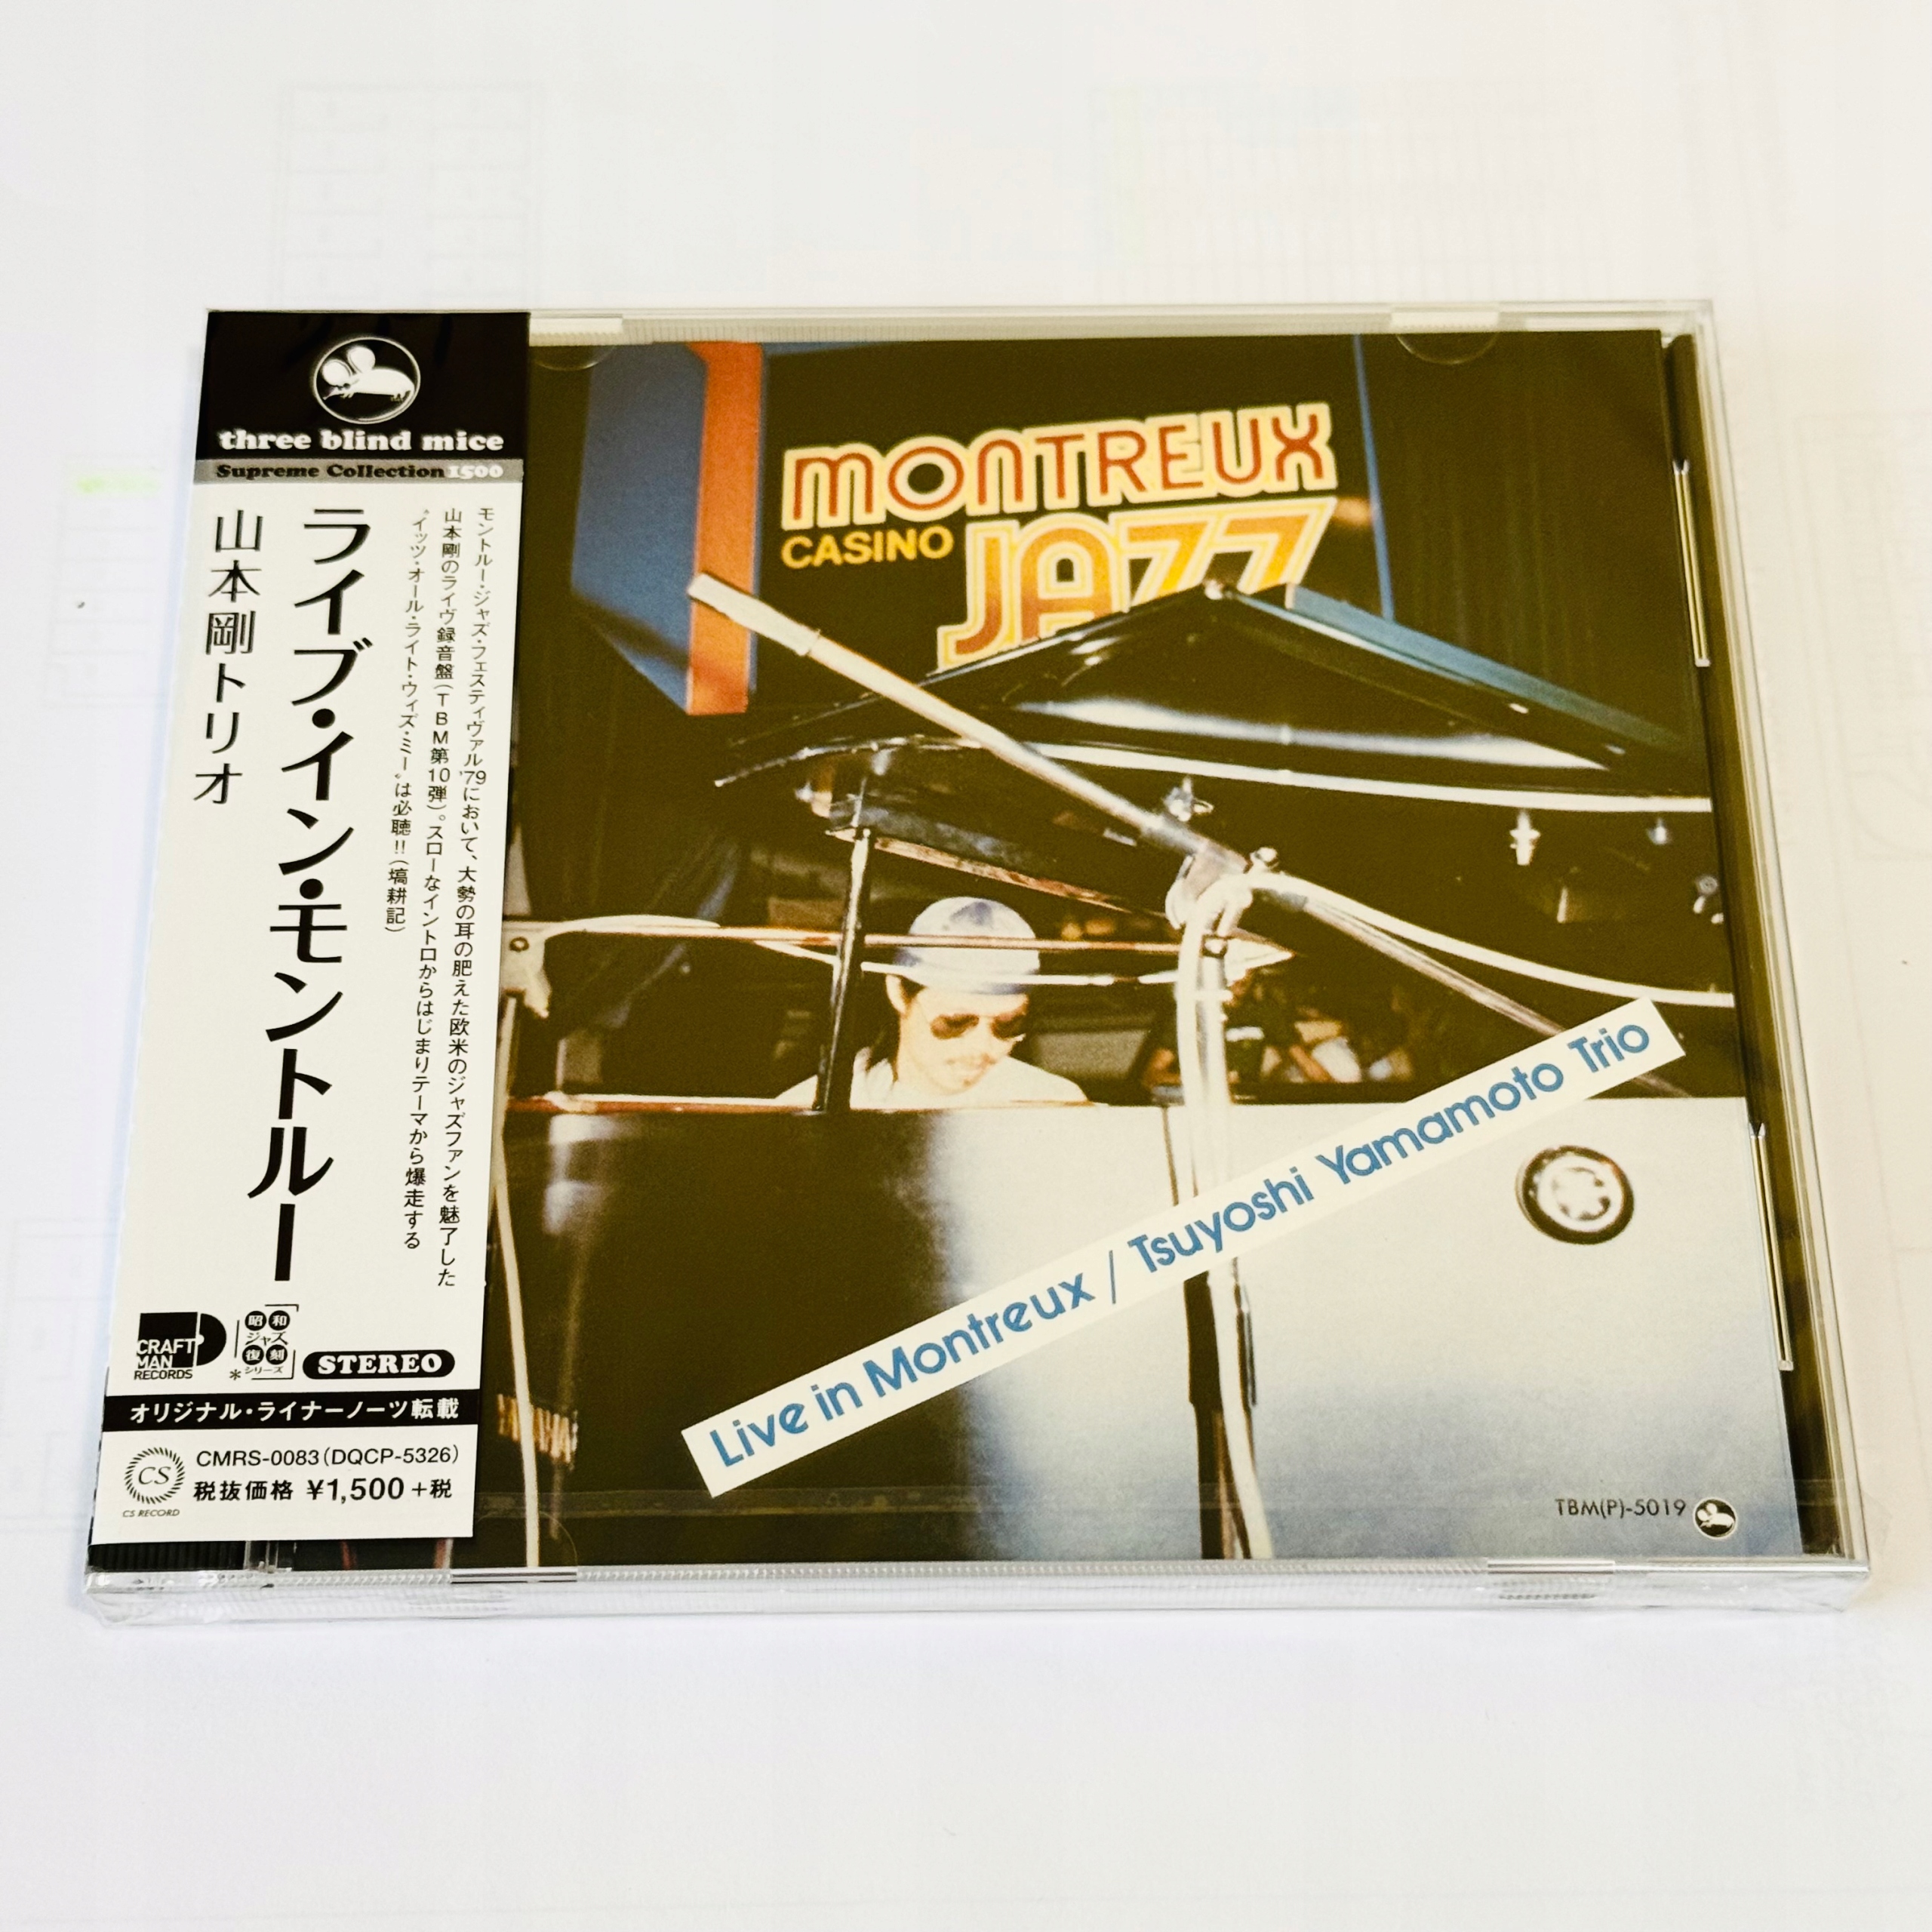 three blind mice
Supreme Collection 1500
モントルー・ジャズ・フェスティヴァル'79において、大勢の耳の肥えた欧米のジャズファンを魅了した
山本剛のライヴ録音盤(TBM第10弾)。スローなイントロからはじまりテーマから爆走する
“イッツ・オール・ライト・ウィズ・ミー”は必聴!!(塙耕記)
ライブ・イン・モントルー
山本剛トリオ
CRAFT
MAN
RECORDS
昭和
ジャズ
復刻
*シリーズ
STEREO
オリジナル・ライナーノーツ転載
CS
CS RECORD
CMRS-0083(DQCP-5326)
税抜価格 ¥1,500+税
MONTREUX
CASINO
JAZZ
Live in Montreux / Tsuyoshi Yamamoto Trio
YAMAHA
TBM(P)-5019